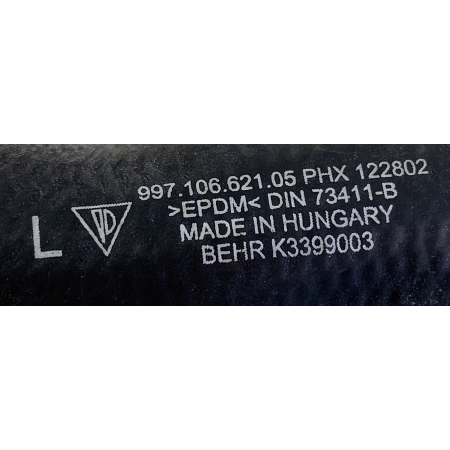 997.106.621.05 PHX 122802
>EPDM< DIN 73411-B
MADE IN HUNGARY
BEHR K3399003
L